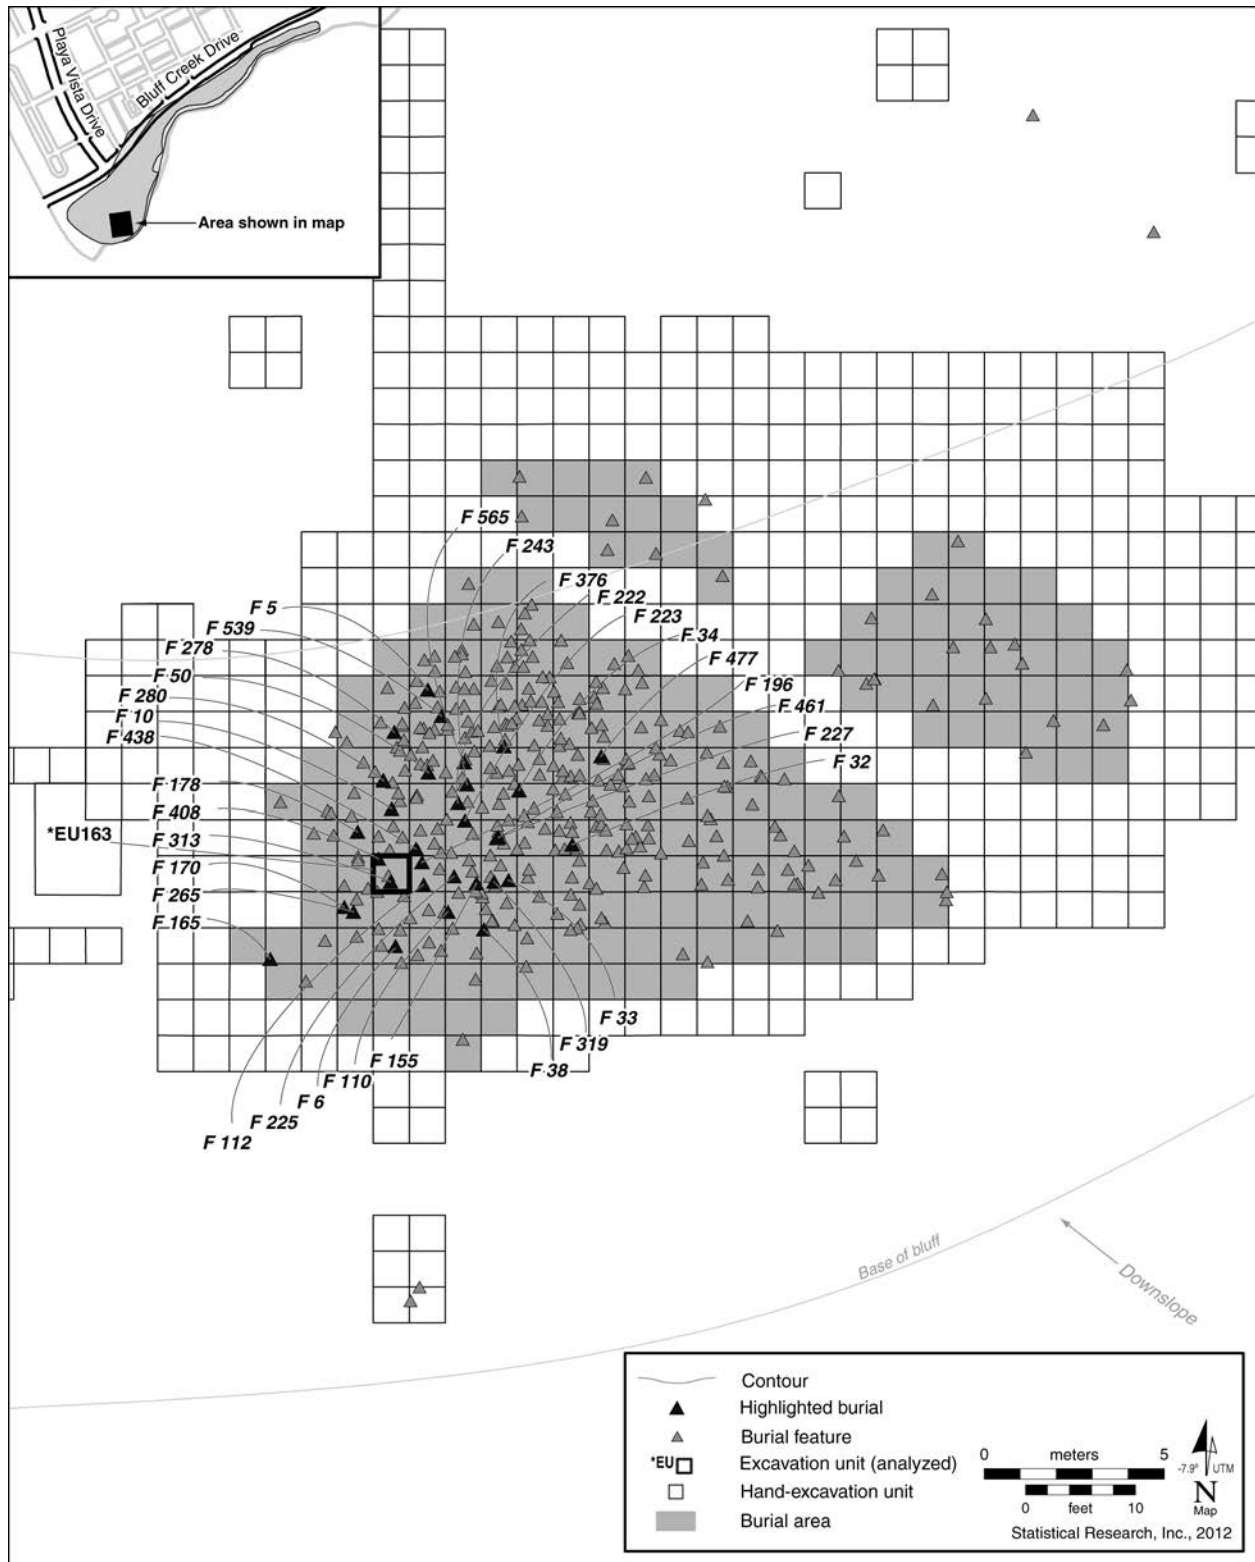 Playa Vista Drive
Bluff Creek Drive
Area shown in map
F 565
F 243
F 376
F 222
F 5
F 223
F 539
F 34
F 278
F 477
F 50
F 196
F 280
F 461
F 10
F 227
F 438
F 32
F 178
F 408
*EU163
F 313
F 170
F 265
F 165
F 33
F 319
F 155
F 38
F 110
F 6
F 225
F 112
Base of bluff
Downslope
Contour
Highlighted burial
Burial feature
*EU Excavation unit (analyzed)
Hand-excavation unit
Burial area
0 meters 5
0 feet 10
-7.9° UTM
N
Map
Statistical Research, Inc., 2012